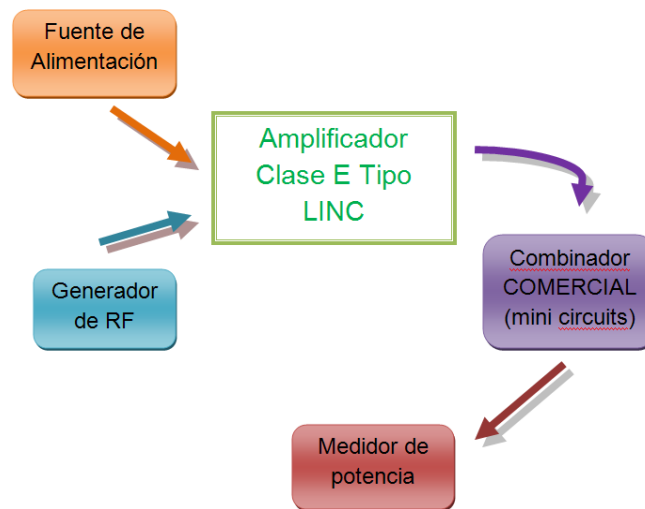 Fuente de
Alimentación
Amplificador
Clase E Tipo
LINC
Generador
de RF
Combinador
COMERCIAL
(mini circuits)
Medidor de
potencia